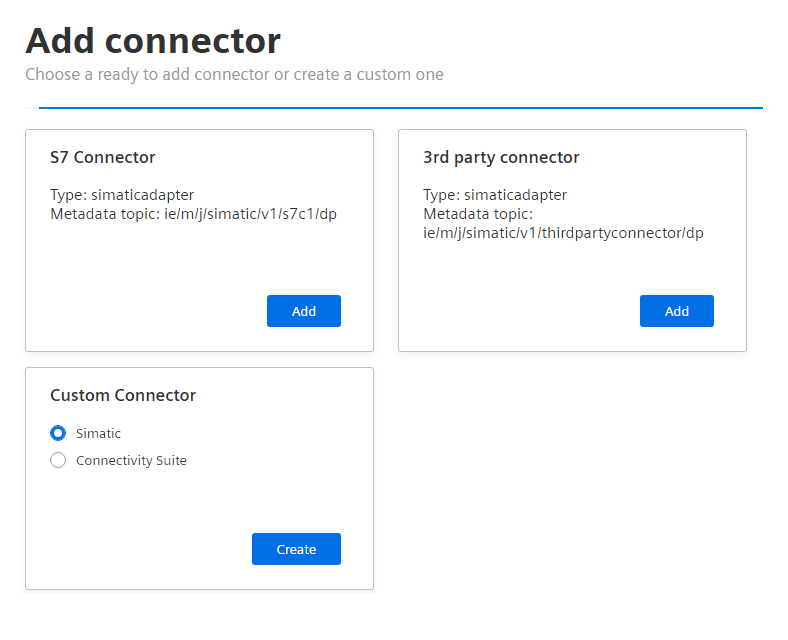 Add connector
Choose a ready to add connector or create a custom one
S7 Connector
Type: simaticadapter
Metadata topic: ie/m/j/simatic/v1/s7c1/dp
Add
3rd party connector
Type: simaticadapter
Metadata topic:
ie/m/j/simatic/v1/thirdpartyconnector/dp
Add
Custom Connector
Simatic
Connectivity Suite
Create